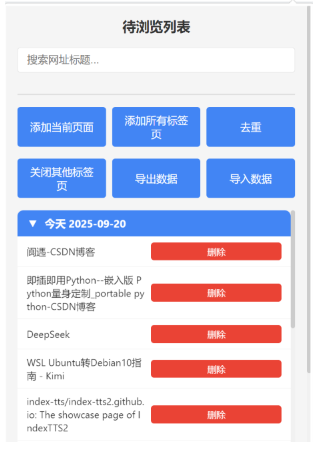 待浏览列表
搜索网址标题...
添加当前页面
添加所有标签
页
去重
关闭其他标签
页
导出数据
导入数据
▼ 今天 2025-09-20
阎遇-CSDN博客
删除
即插即用Python--嵌入版 P
ython量身定制_portable py
thon-CSDN博客
删除
DeepSeek
删除
WSL Ubuntu转Debian10指
南 - Kimi
删除
index-tts/index-tts2.github.
io: The showcase page of I
ndexTTS2
删除